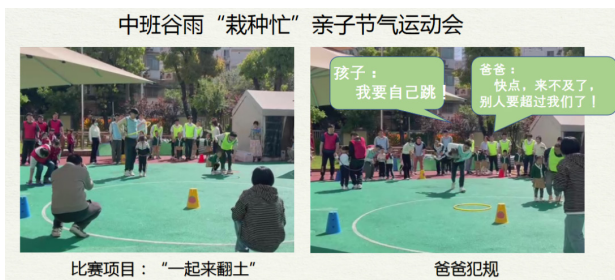 中班谷雨“栽种忙”亲子节气运动会
孩子：
我要自己跳！
爸爸：
快点，来不及了，
别人要超过我们了！
比赛项目：“一起来翻土”
爸爸犯规